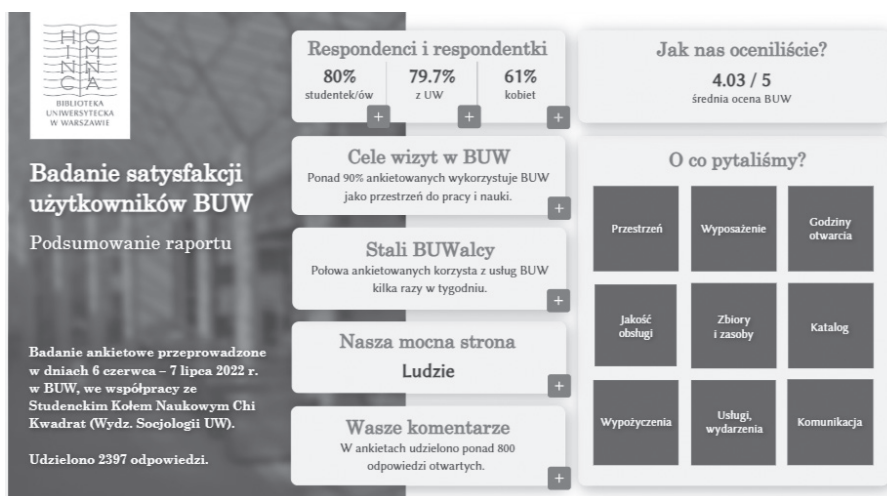 HINC
OMNIA
BIBLIOTEKA
UNIWERSYTECKA
W WARSZAWIE
Badanie satysfakcji
użytkowników BUW
Podsumowanie raportu
Badanie ankietowe przeprowadzone
w dniach 6 czerwca – 7 lipca 2022 r.
w BUW, we współpracy ze
Studenckim Kołem Naukowym Chi
Kwadrat (Wydz. Socjologii UW).
Udzielono 2397 odpowiedzi.
Respondenci i respondentki
80%
studentek/ów
+
79.7%
z UW
+
61%
kobiet
+
Cele wizyt w BUW
Ponad 90% ankietowanych wykorzystuje BUW
jako przestrzeń do pracy i nauki.
+
Stali BUWalcy
Połowa ankietowanych korzysta z usług BUW
kilka razy w tygodniu.
+
Nasza mocna strona
Ludzie
+
Wasze komentarze
W ankietach udzielono ponad 800
odpowiedzi otwartych.
+
Jak nas oceniliście?
4.03 / 5
średnia ocena BUW
O co pytaliśmy?
Przestrzeń
Wyposażenie
Godziny
otwarcia
Jakość
obsługi
Zbiory
i zasoby
Katalog
Wypożyczenia
Usługi,
wydarzenia
Komunikacja